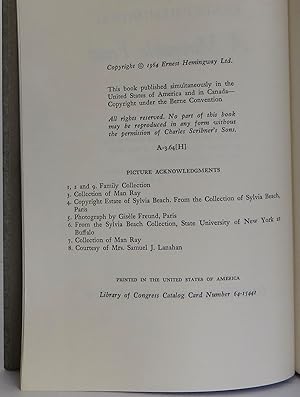 Copyright © 1964 Ernest Hemingway Ltd.
This book published simultaneously in the
United States of America and in Canada—
Copyright under the Berne Convention
All rights reserved. No part of this book
may be reproduced in any form without
the permission of Charles Scribner's Sons.
A-3.64[H]
PICTURE ACKNOWLEDGMENTS
1, 2 and 9. Family Collection
3. Collection of Man Ray
4. Copyright Estate of Sylvia Beach. From the Collection of Sylvia Beach,
Paris
5. Photograph by Gisèle Freund, Paris
6. From the Sylvia Beach Collection, State University of New York at
Buffalo
7. Collection of Man Ray
8. Courtesy of Mrs. Samuel J. Lanahan
PRINTED IN THE UNITED STATES OF AMERICA
Library of Congress Catalog Card Number 64-15442